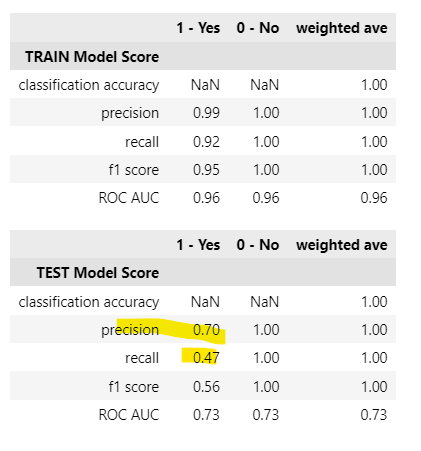 1 - Yes 0 - No weighted ave
TRAIN Model Score
classification accuracy NaN NaN 1.00
precision 0.99 1.00 1.00
recall 0.92 1.00 1.00
f1 score 0.95 1.00 1.00
ROC AUC 0.96 0.96 0.96
1 - Yes 0 - No weighted ave
TEST Model Score
classification accuracy NaN NaN 1.00
precision 0.70 1.00 1.00
recall 0.47 1.00 1.00
f1 score 0.56 1.00 1.00
ROC AUC 0.73 0.73 0.73